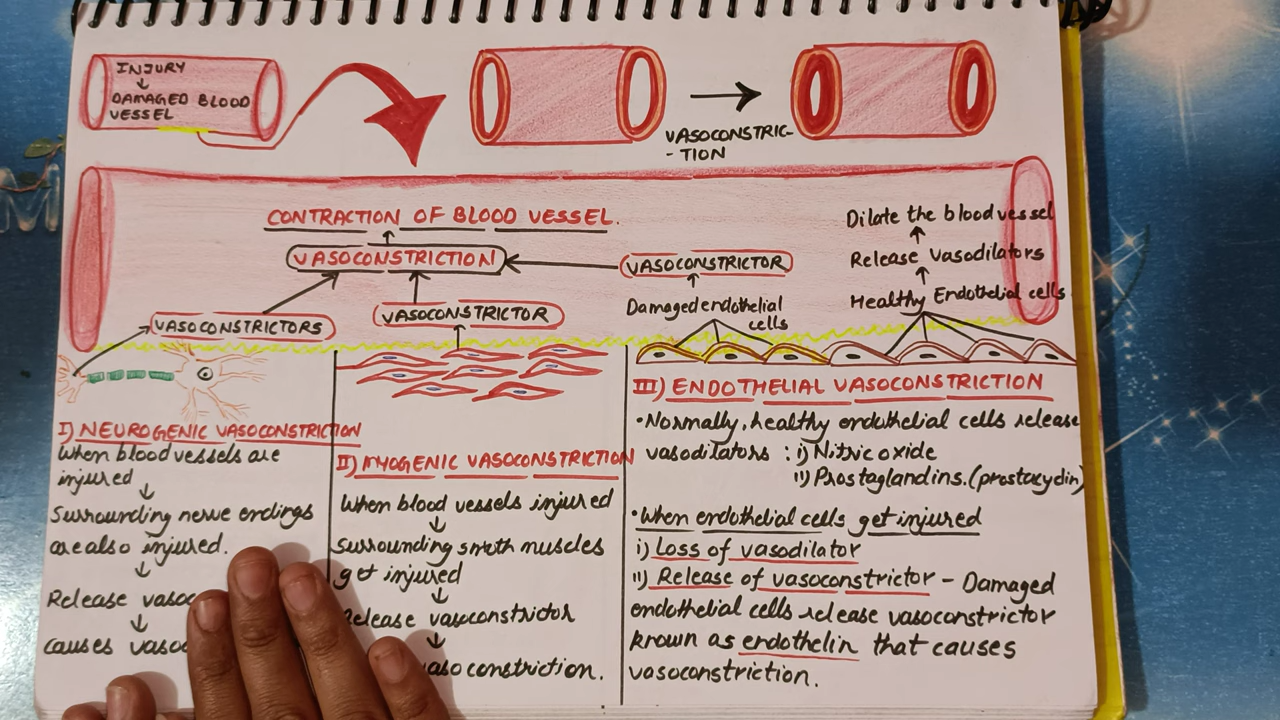 INJURY
↓
DAMAGED BLOOD
VESSEL
VASOCONSTRIC-
-TION
CONTRACTION OF BLOOD VESSEL.
VASOCONSTRICTION
VASOCONSTRICTORS
VASOCONSTRICTOR
VASOCONSTRICTOR
Damaged endothelial
cells
Dilate the blood vessel
Release Vasodilators
Healthy Endothelial cells
I) NEUROGENIC VASOCONSTRICTION
When blood vessels are
injured
↓
Surrounding nerve endings
are also injured.
↓
Release
↓
causes
II) MYOGENIC VASOCONSTRICTION
When blood vessels injured
↓
Surrounding smoth muscles
get injured
↓
Release vasoconstrictor
↓
vasoconstriction.
III) ENDOTHELIAL VASOCONSTRICTION
•Normally, healthy endothelial cells release
vasodilators : i) Nitric oxide
ii) Prostaglandins.(prostacydin)
•When endothelial cells get injured
i) Loss of vasodilator
ii) Release of vasoconstrictor - Damaged
endothelial cells release vasoconstrictor
known as endothelin that causes
vasoconstriction.